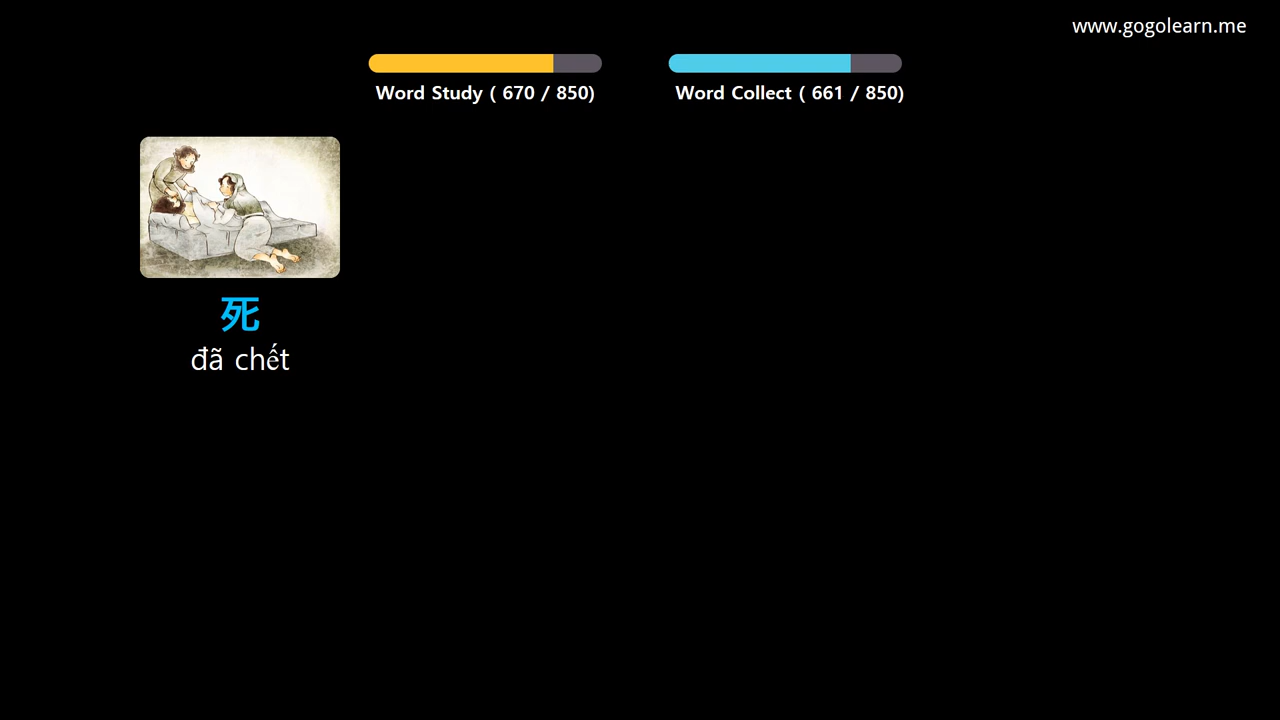 www.gogolearn.me
Word Study ( 670 / 850)
Word Collect ( 661 / 850)
死
đã chết